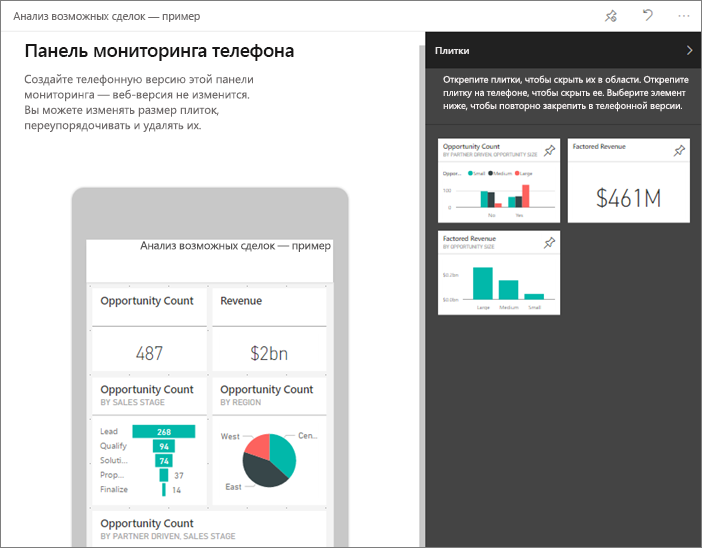 Анализ возможных сделок — пример
Панель мониторинга телефона
Создайте телефонную версию этой панели
мониторинга — веб-версия не изменится.
Вы можете изменять размер плиток,
переупорядочивать и удалять их.
Анализ возможных сделок — пример
Opportunity Count
Revenue
487
$2bn
Opportunity Count
BY SALES STAGE
Lead 268
Qualify 94
Soluti... 74
Prop... 37
Finalize 14
Opportunity Count
BY REGION
West
Cen...
East
Opportunity Count
BY PARTNER DRIVEN, SALES STAGE
Плитки
Открепите плитки, чтобы скрыть их в области. Открепите
плитку на телефоне, чтобы скрыть ее. Выберите элемент
ниже, чтобы повторно закрепить в телефонной версии.
Opportunity Count
BY PARTNER DRIVEN, OPPORTUNITY SIZE
Oppor... Small Medium Large
100
0
No Yes
Factored Revenue
$461M
Factored Revenue
BY OPPORTUNITY SIZE
$0.2bn
$0.0bn
Large Medium Small